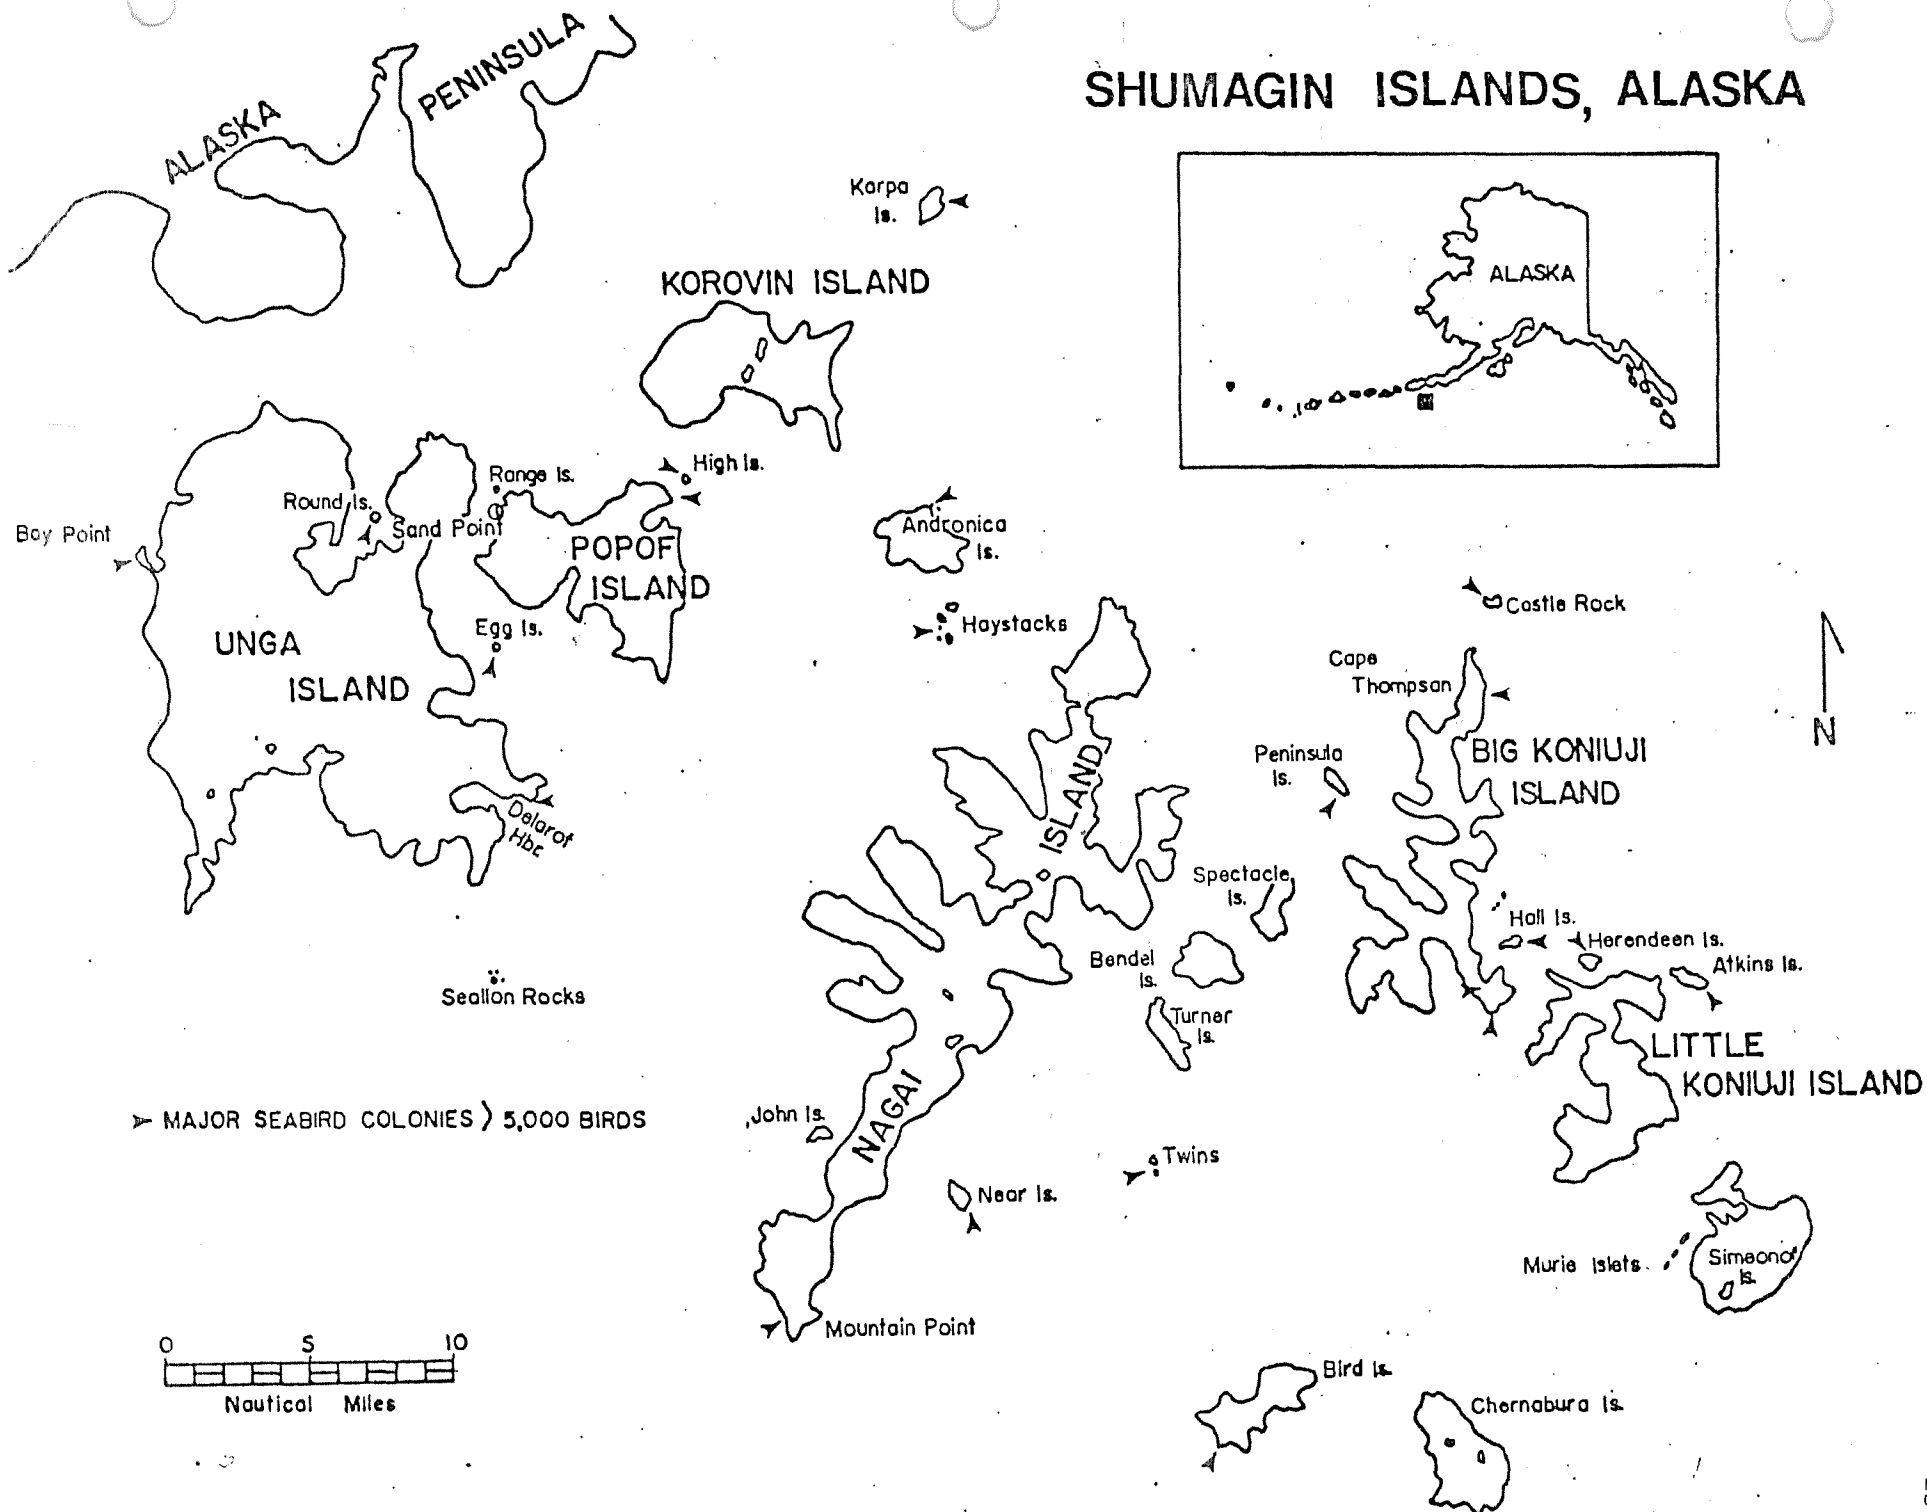 ALASKA
PENINSULA
SHUMAGIN ISLANDS, ALASKA
Karpa
Is.
ALASKA
KOROVIN ISLAND
High Is.
Range Is.
Round Is.
Sand Point
Bay Point
POPOF
ISLAND
Andronica
Is.
Castle Rock
Haystacks
Egg Is.
UNGA
ISLAND
Cape
Thompson
N
Peninsula
Is.
BIG KONIUJI
ISLAND
Delarof
Hbr.
NAGAI
ISLAND
Spectacle
Is.
Hall Is.
Herendeen Is.
Atkins Is.
Bendel
Is.
Sealion Rocks
Turner
Is.
LITTLE
KONIUJI ISLAND
MAJOR SEABIRD COLONIES > 5,000 BIRDS
John Is.
Twins
Near Is.
Murie Islets
Simeonof
Is.
Mountain Point
0 5 10
Nautical Miles
Bird Is.
Chernabura Is.